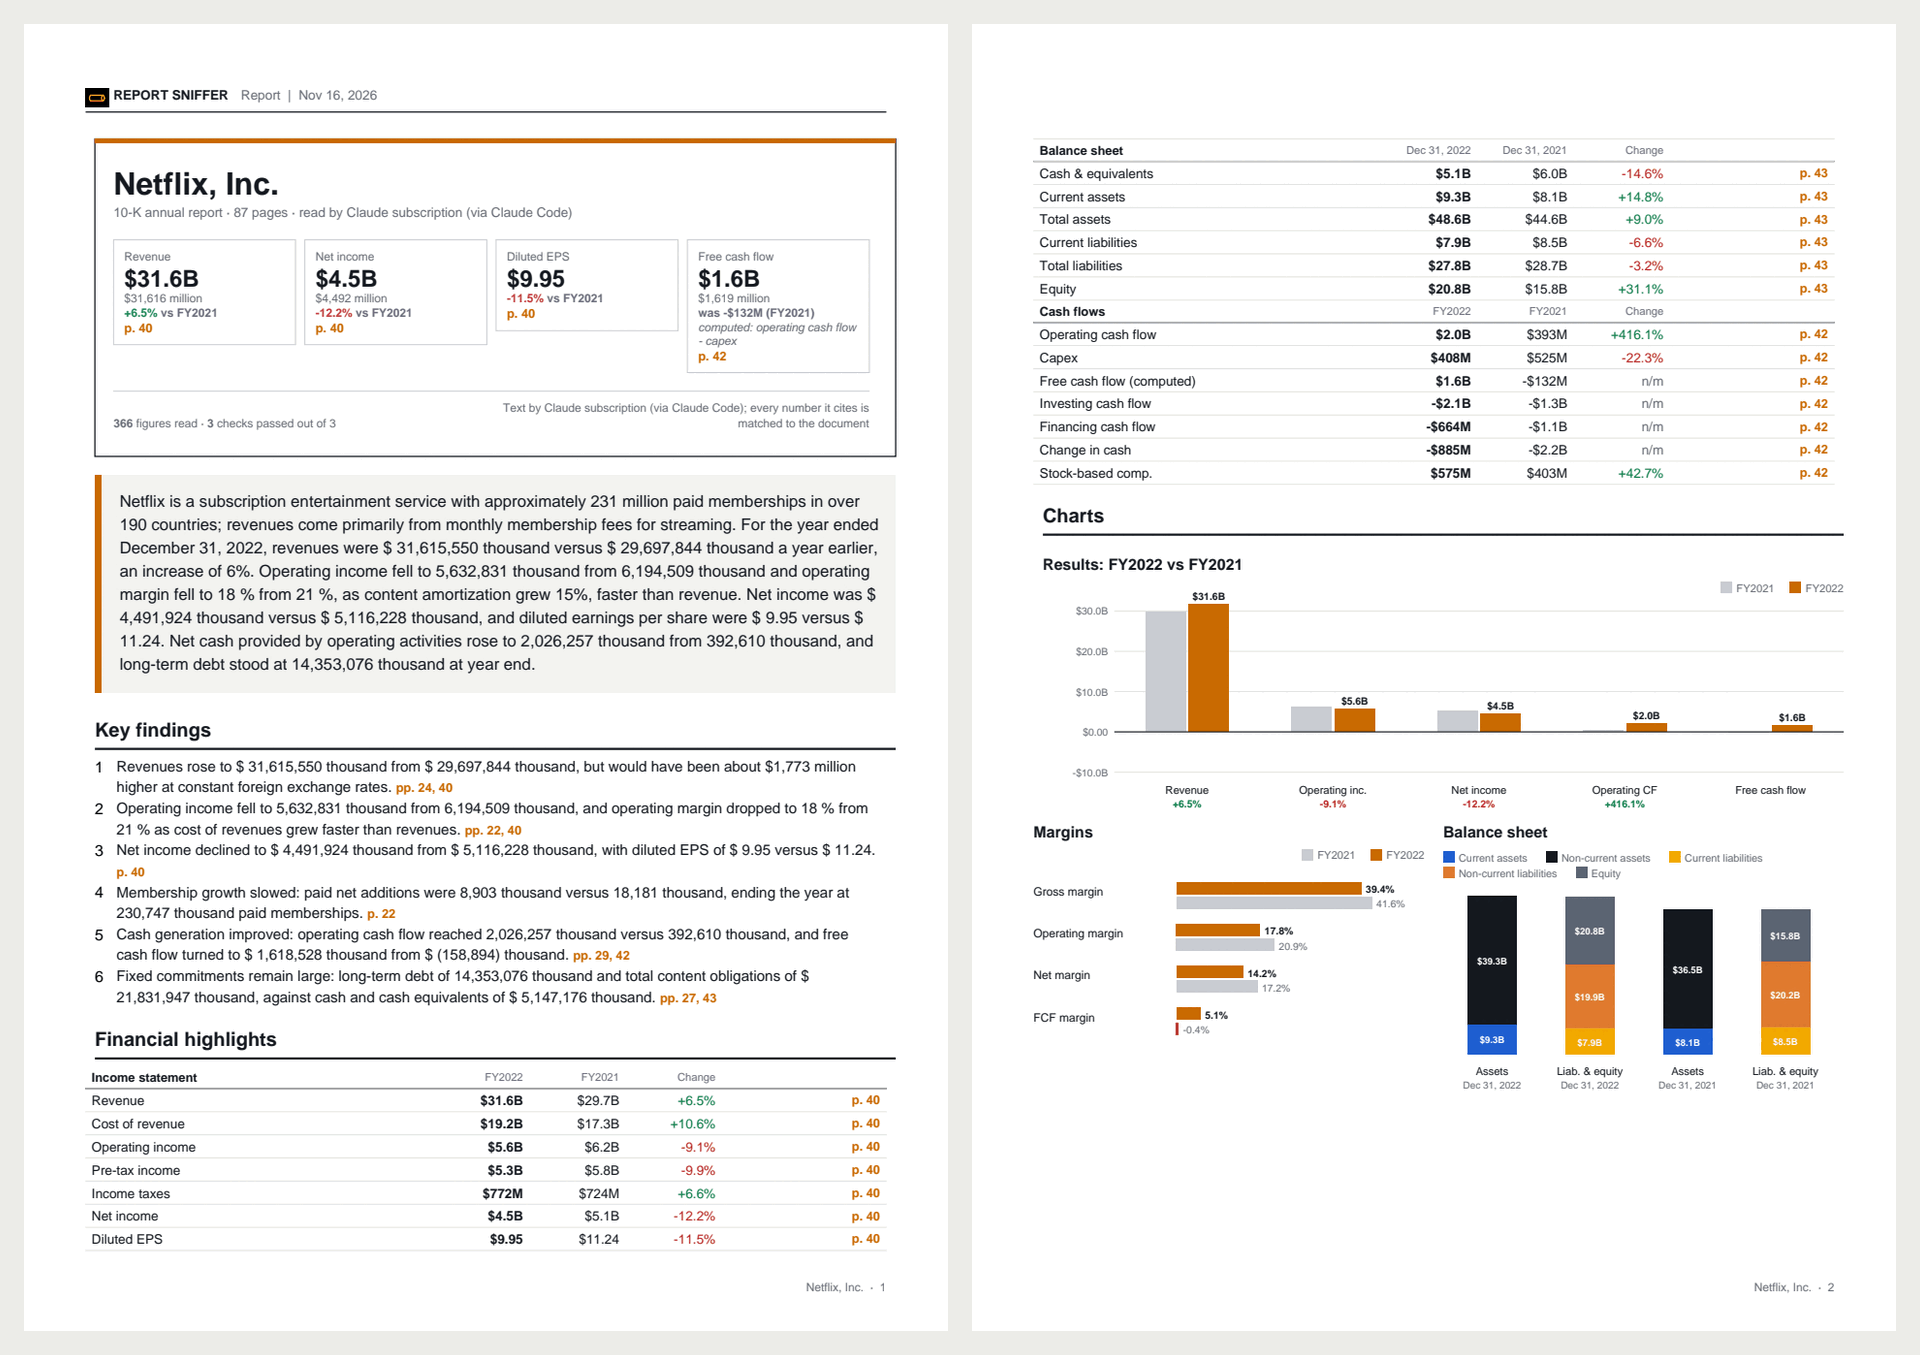 REPORT SNIFFER Report | Nov 16, 2026
Netflix, Inc.
10-K annual report · 87 pages · read by Claude subscription (via Claude Code)
Revenue
$31.6B
$31,616 million
+6.5% vs FY2021
p. 40
Net income
$4.5B
$4,492 million
-12.2% vs FY2021
p. 40
Diluted EPS
$9.95
-11.5% vs FY2021
p. 40
Free cash flow
$1.6B
$1,619 million
was -$132M (FY2021)
computed: operating cash flow
- capex
p. 42
366 figures read · 3 checks passed out of 3
Text by Claude subscription (via Claude Code); every number it cites is
matched to the document
Netflix is a subscription entertainment service with approximately 231 million paid memberships in over
190 countries; revenues come primarily from monthly membership fees for streaming. For the year ended
December 31, 2022, revenues were $ 31,615,550 thousand versus $ 29,697,844 thousand a year earlier,
an increase of 6%. Operating income fell to 5,632,831 thousand from 6,194,509 thousand and operating
margin fell to 18 % from 21 %, as content amortization grew 15%, faster than revenue. Net income was $
4,491,924 thousand versus $ 5,116,228 thousand, and diluted earnings per share were $ 9.95 versus $
11.24. Net cash provided by operating activities rose to 2,026,257 thousand from 392,610 thousand, and
long-term debt stood at 14,353,076 thousand at year end.
Key findings
1 Revenues rose to $ 31,615,550 thousand from $ 29,697,844 thousand, but would have been about $1,773 million
higher at constant foreign exchange rates. pp. 24, 40
2 Operating income fell to 5,632,831 thousand from 6,194,509 thousand, and operating margin dropped to 18 % from
21 % as cost of revenues grew faster than revenues. pp. 22, 40
3 Net income declined to $ 4,491,924 thousand from $ 5,116,228 thousand, with diluted EPS of $ 9.95 versus $ 11.24.
p. 40
4 Membership growth slowed: paid net additions were 8,903 thousand versus 18,181 thousand, ending the year at
230,747 thousand paid memberships. p. 22
5 Cash generation improved: operating cash flow reached 2,026,257 thousand versus 392,610 thousand, and free
cash flow turned to $ 1,618,528 thousand from $ (158,894) thousand. pp. 29, 42
6 Fixed commitments remain large: long-term debt of 14,353,076 thousand and total content obligations of $
21,831,947 thousand, against cash and cash equivalents of $ 5,147,176 thousand. pp. 27, 43
Financial highlights
Income statement FY2022 FY2021 Change
Revenue $31.6B $29.7B +6.5% p. 40
Cost of revenue $19.2B $17.3B +10.6% p. 40
Operating income $5.6B $6.2B -9.1% p. 40
Pre-tax income $5.3B $5.8B -9.9% p. 40
Income taxes $772M $724M +6.6% p. 40
Net income $4.5B $5.1B -12.2% p. 40
Diluted EPS $9.95 $11.24 -11.5% p. 40
Netflix, Inc. · 1
Balance sheet Dec 31, 2022 Dec 31, 2021 Change
Cash & equivalents $5.1B $6.0B -14.6% p. 43
Current assets $9.3B $8.1B +14.8% p. 43
Total assets $48.6B $44.6B +9.0% p. 43
Current liabilities $7.9B $8.5B -6.6% p. 43
Total liabilities $27.8B $28.7B -3.2% p. 43
Equity $20.8B $15.8B +31.1% p. 43
Cash flows FY2022 FY2021 Change
Operating cash flow $2.0B $393M +416.1% p. 42
Capex $408M $525M -22.3% p. 42
Free cash flow (computed) $1.6B -$132M n/m p. 42
Investing cash flow -$2.1B -$1.3B n/m p. 42
Financing cash flow -$664M -$1.1B n/m p. 42
Change in cash -$885M -$2.2B n/m p. 42
Stock-based comp. $575M $403M +42.7% p. 42
Charts
Results: FY2022 vs FY2021
FY2021 FY2022
$30.0B
$20.0B
$10.0B
$0.00
-$10.0B
$31.6B
$5.6B
$4.5B
$2.0B
$1.6B
Revenue Operating inc. Net income Operating CF Free cash flow
+6.5% -9.1% -12.2% +416.1%
Margins
FY2021 FY2022
Gross margin 39.4%
41.6%
Operating margin 17.8%
20.9%
Net margin 14.2%
17.2%
FCF margin 5.1%
-0.4%
Balance sheet
Current assets Non-current assets Current liabilities
Non-current liabilities Equity
$39.3B
$9.3B
$20.8B
$19.9B
$7.9B
$36.5B
$8.1B
$15.8B
$20.2B
$8.5B
Assets Liab. & equity Assets Liab. & equity
Dec 31, 2022 Dec 31, 2022 Dec 31, 2021 Dec 31, 2021
Netflix, Inc. · 2